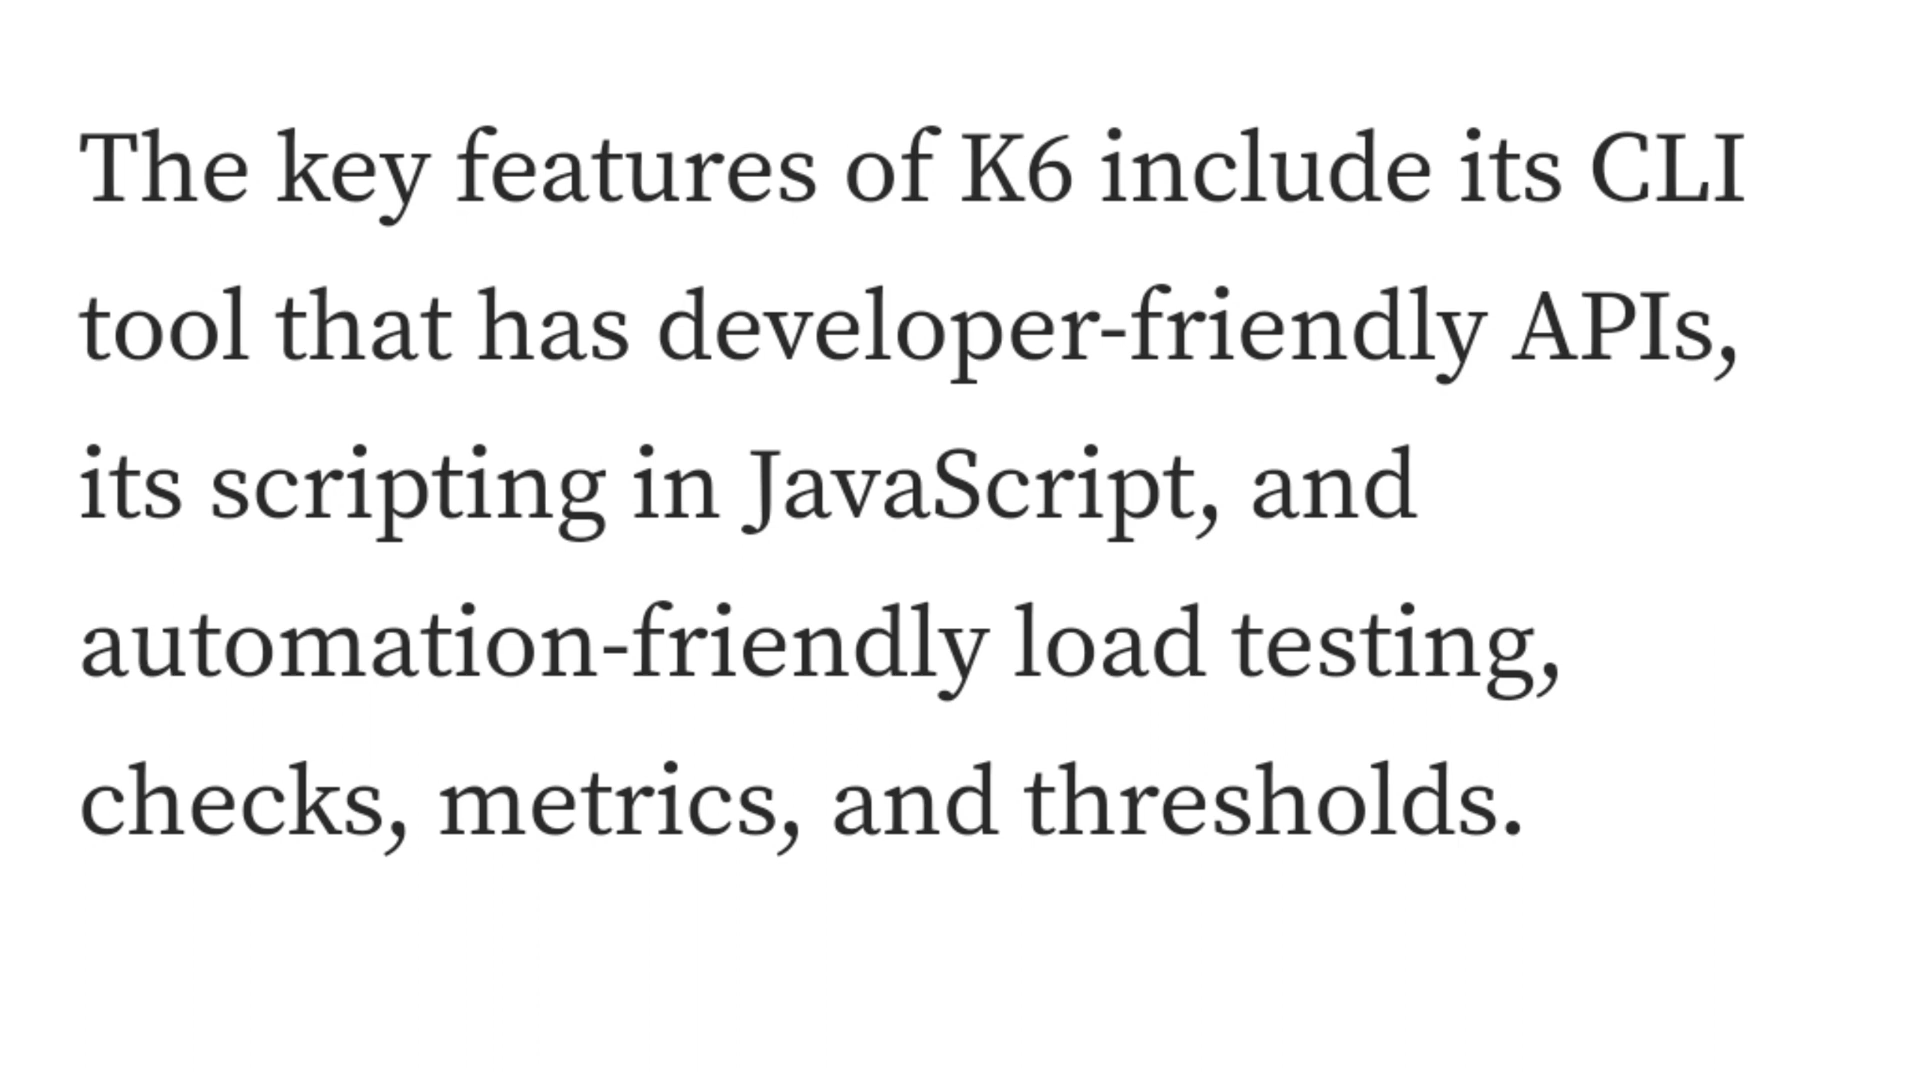 The key features of K6 include its CLI
tool that has developer-friendly APIs,
its scripting in JavaScript, and
automation-friendly load testing,
checks, metrics, and thresholds.